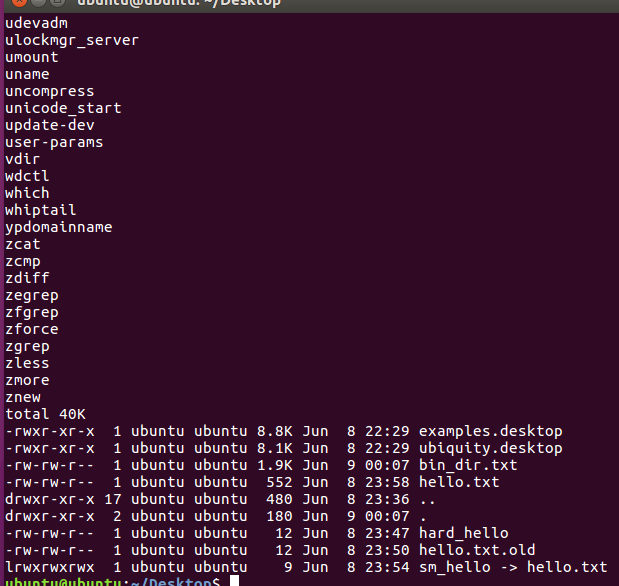 ubuntu@ubuntu: ~/Desktop
udevadm
ulockmgr_server
umount
uname
uncompress
unicode_start
update-dev
user-params
vdir
wdctl
which
whiptail
ypdomainname
zcat
zcmp
zdiff
zegrep
zfgrep
zforce
zgrep
zless
zmore
znew
total 40K
-rwxr-xr-x  1 ubuntu ubuntu 8.8K Jun  8 22:29 examples.desktop
-rwxr-xr-x  1 ubuntu ubuntu 8.1K Jun  8 22:29 ubiquity.desktop
-rw-rw-r--  1 ubuntu ubuntu 1.9K Jun  9 00:07 bin_dir.txt
-rw-rw-r--  1 ubuntu ubuntu  552 Jun  8 23:58 hello.txt
drwxr-xr-x 17 ubuntu ubuntu  480 Jun  8 23:36 ..
drwxr-xr-x  2 ubuntu ubuntu  180 Jun  9 00:07 .
-rw-rw-r--  1 ubuntu ubuntu   12 Jun  8 23:47 hard_hello
-rw-rw-r--  1 ubuntu ubuntu   12 Jun  8 23:50 hello.txt.old
lrwxrwxrwx  1 ubuntu ubuntu    9 Jun  8 23:54 sm_hello -> hello.txt
ubuntu@ubuntu:~/Desktop$